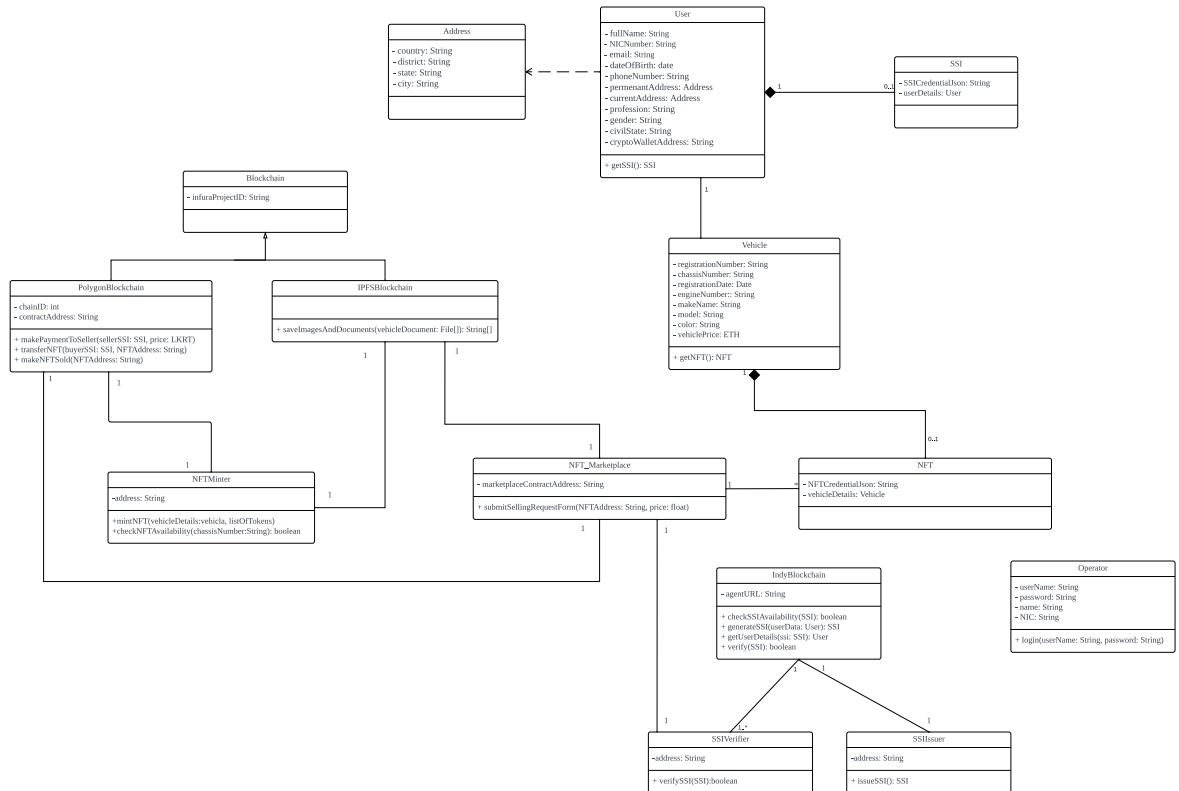 Address
- country: String
- district: String
- state: String
- city: String
User
- fullName: String
- NICNumber: String
- email: String
- dateOfBirth: date
- phoneNumber: String
- permenantAddress: Address
- currentAddress: Address
- profession: String
- gender: String
- civilState: String
- cryptoWalletAddress: String
+ getSSI(): SSI
1
0..1
SSI
- SSICredentialJson: String
- userDetails: User
1
Blockchain
- infuraProjectID: String
Vehicle
- registrationNumber: String
- chassisNumber: String
- registrationDate: Date
- engineNumber:: String
- makeName: String
- model: String
- color: String
- vehiclePrice: ETH
+ getNFT(): NFT
1
0..1
PolygonBlockchain
- chainID: int
- contractAddress: String
+ makePaymentToSeller(sellerSSI: SSI, price: LKRT)
+ transferNFT(buyerSSI: SSI, NFTAddress: String)
+ makeNFTSold(NFTAddress: String)
1
1
IPFSBlockchain
+ saveImagesAndDocuments(vehicleDocument: File[]): String[]
1
1
1
1
NFTMinter
-address: String
+mintNFT(vehicleDetails:vehicla, listOfTokens)
+checkNFTAvailability(chassisNumber:String): boolean
1
NFT_Marketplace
- marketplaceContractAddress: String
+ submitSellingRequestForm(NFTAddress: String, price: float)
1
*
1
1
NFT
- NFTCredentialJson: String
- vehicleDetails: Vehicle
IndyBlockchain
- agentURL: String
+ checkSSIAvailability(SSI): boolean
+ generateSSI(userData: User): SSI
+ getUserDetails(ssi: SSI): User
+ verify(SSI): boolean
1
1
Operator
- userName: String
- password: String
- name: String
- NIC: String
+ login(userName: String, password: String)
1
1..*
1
SSIVerifier
-address: String
+ verifySSI(SSI):boolean
SSIIssuer
-address: String
+ issueSSI(): SSI